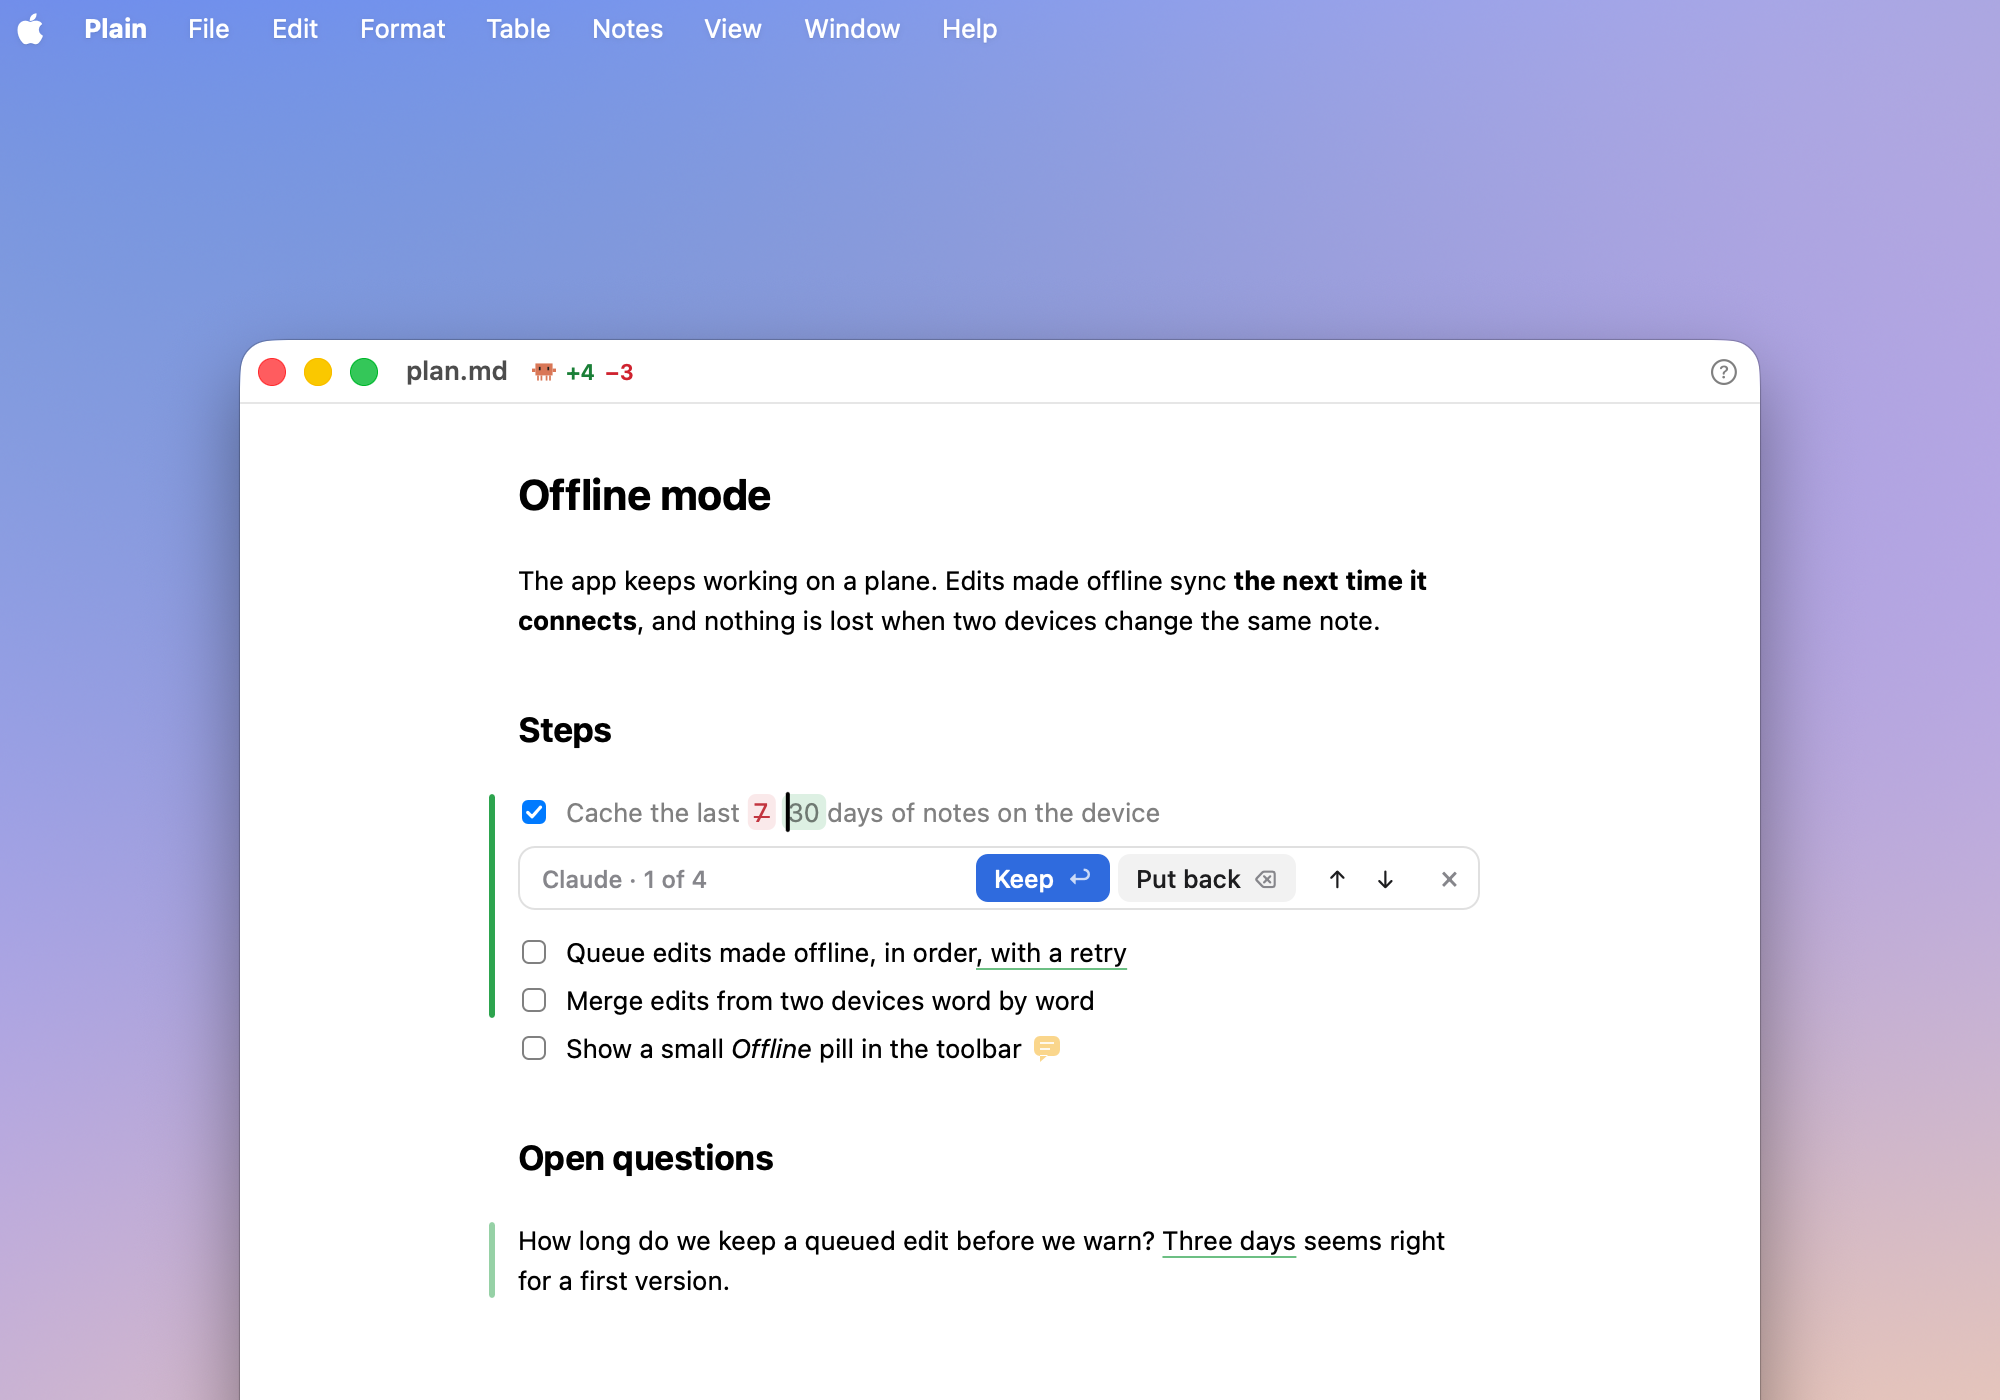 Plain File Edit Format Table Notes View Window Help
plan.md +4 −3 ?
Offline mode
The app keeps working on a plane. Edits made offline sync the next time it
connects, and nothing is lost when two devices change the same note.
Steps
Cache the last 7 30 days of notes on the device
Claude · 1 of 4 Keep Put back
Queue edits made offline, in order, with a retry
Merge edits from two devices word by word
Show a small Offline pill in the toolbar
Open questions
How long do we keep a queued edit before we warn? Three days seems right
for a first version.